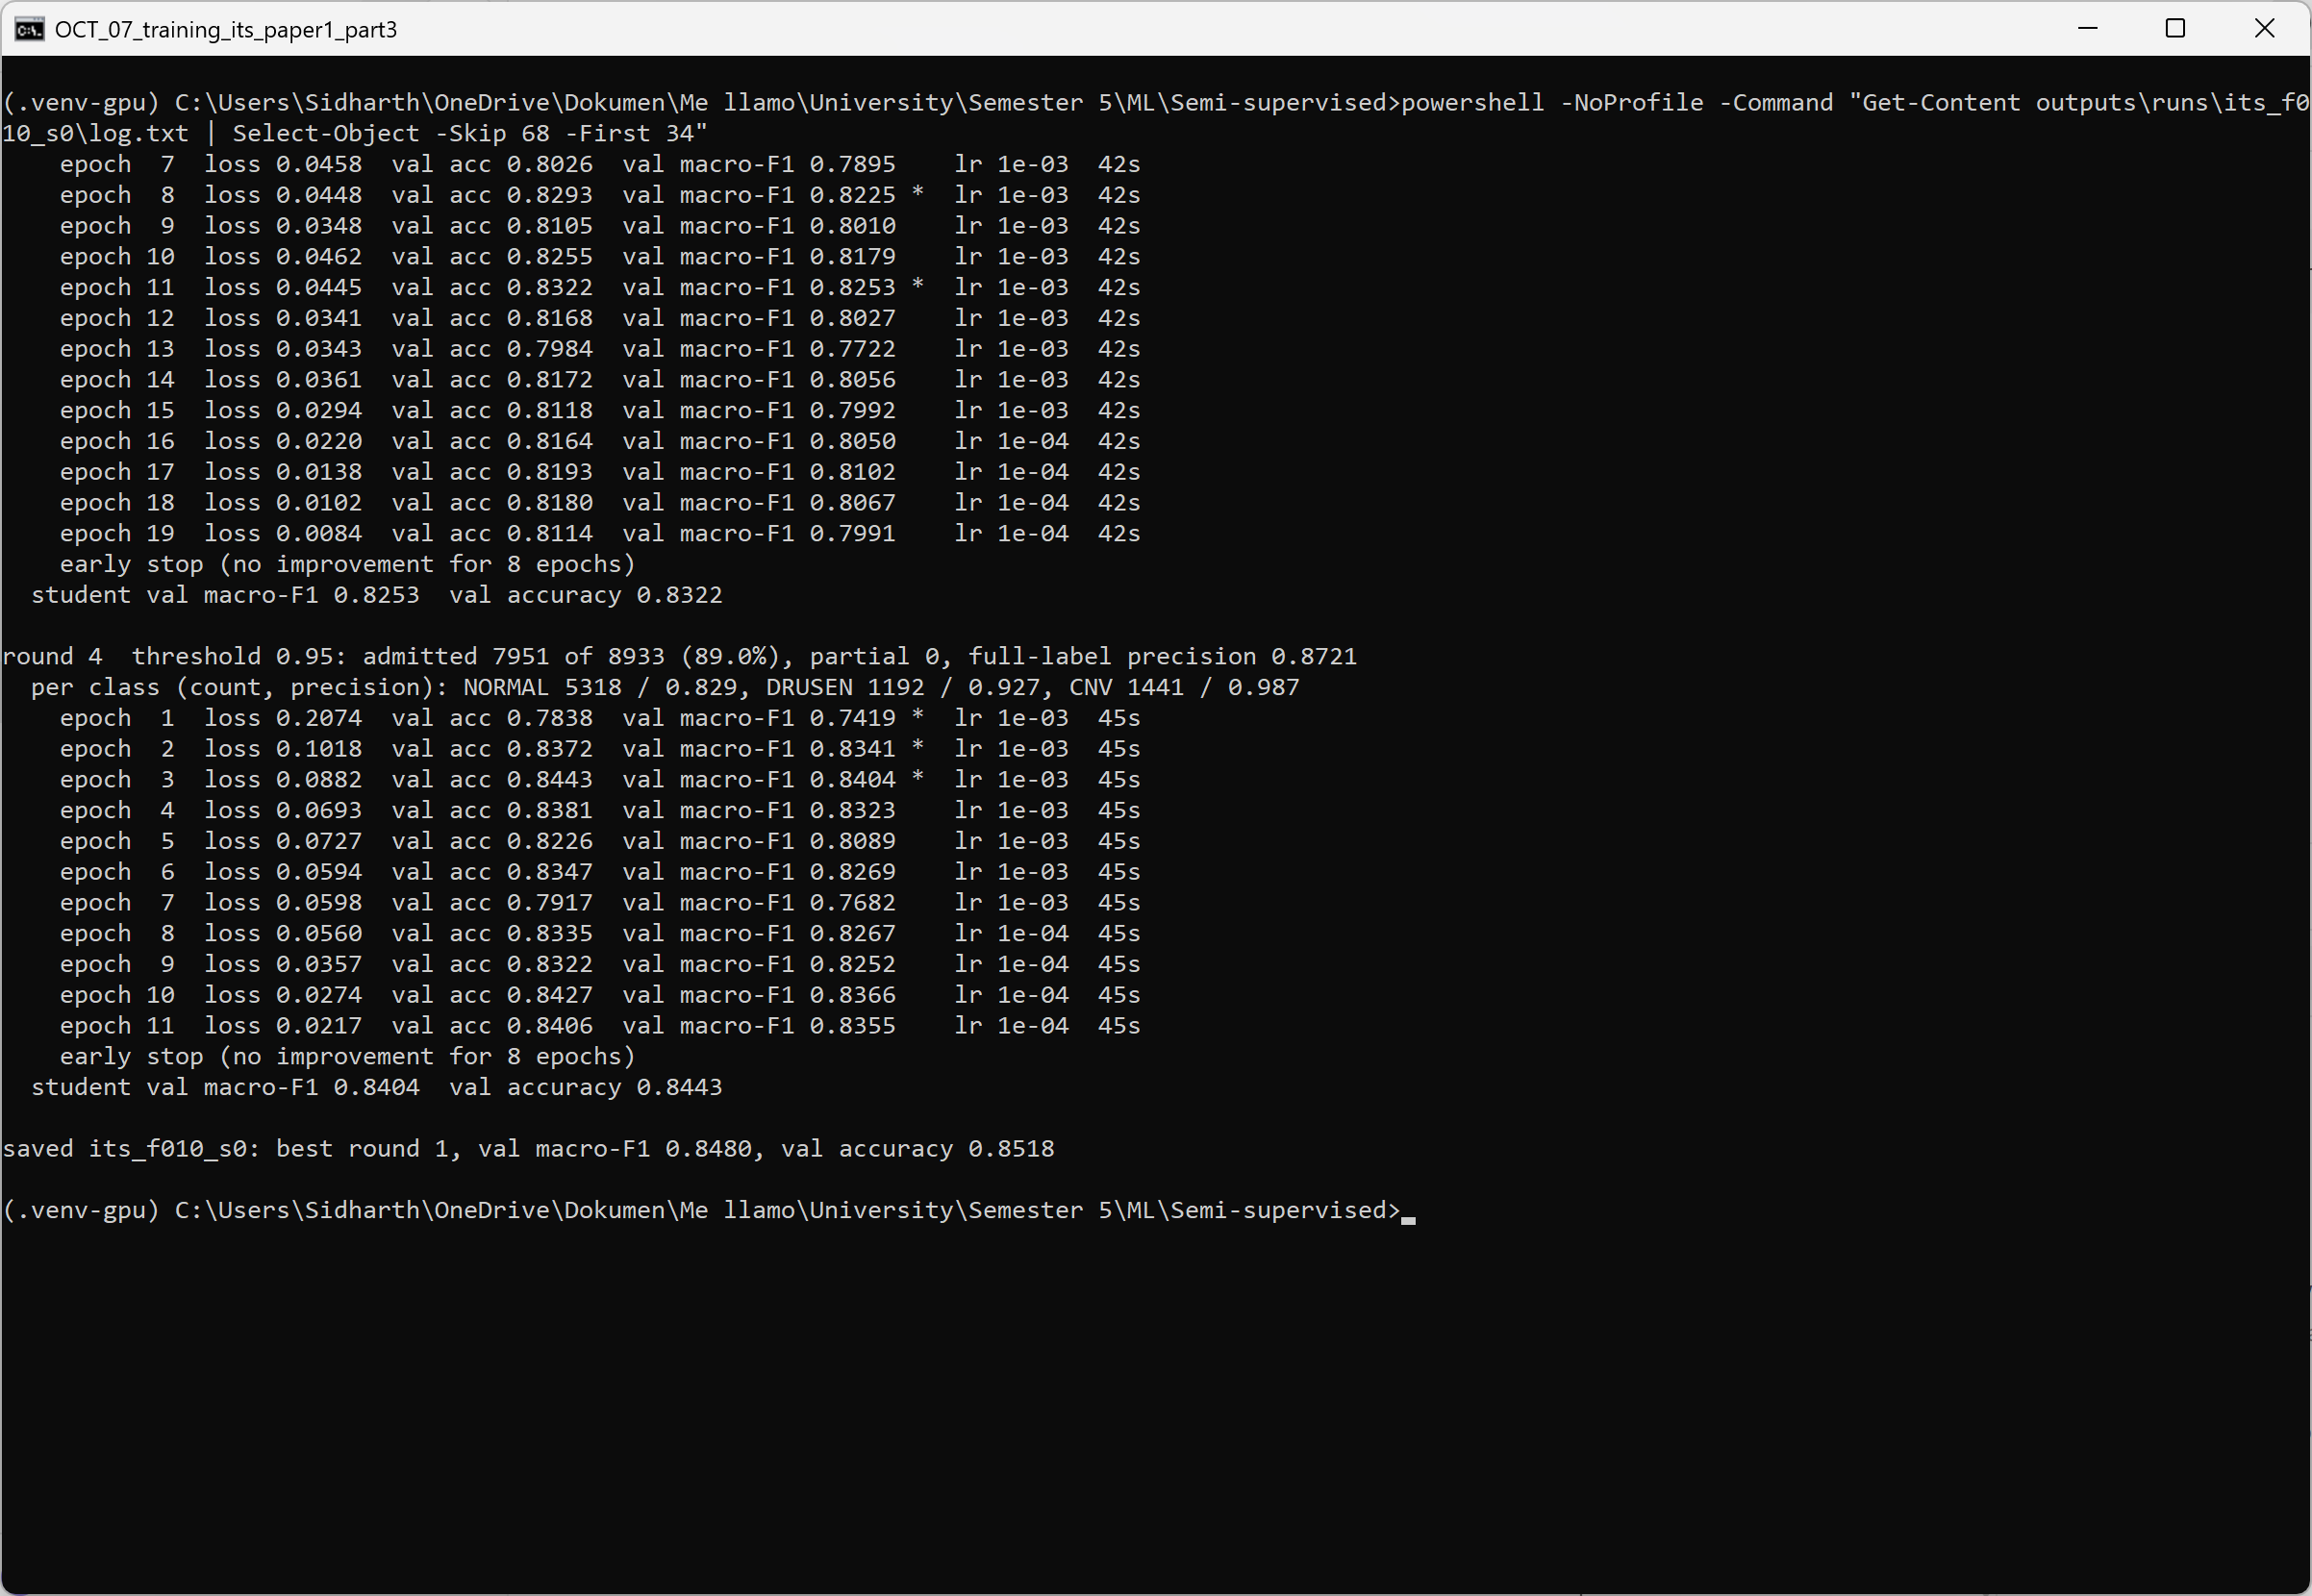 OCT_07_training_its_paper1_part3
(.venv-gpu) C:\Users\Sidharth\OneDrive\Dokumen\Me llamo\University\Semester 5\ML\Semi-supervised>powershell -NoProfile -Command "Get-Content outputs\runs\its_f0
10_s0\log.txt | Select-Object -Skip 68 -First 34"
    epoch  7  loss 0.0458  val acc 0.8026  val macro-F1 0.7895    lr 1e-03  42s
    epoch  8  loss 0.0448  val acc 0.8293  val macro-F1 0.8225 *  lr 1e-03  42s
    epoch  9  loss 0.0348  val acc 0.8105  val macro-F1 0.8010    lr 1e-03  42s
    epoch 10  loss 0.0462  val acc 0.8255  val macro-F1 0.8179    lr 1e-03  42s
    epoch 11  loss 0.0445  val acc 0.8322  val macro-F1 0.8253 *  lr 1e-03  42s
    epoch 12  loss 0.0341  val acc 0.8168  val macro-F1 0.8027    lr 1e-03  42s
    epoch 13  loss 0.0343  val acc 0.7984  val macro-F1 0.7722    lr 1e-03  42s
    epoch 14  loss 0.0361  val acc 0.8172  val macro-F1 0.8056    lr 1e-03  42s
    epoch 15  loss 0.0294  val acc 0.8118  val macro-F1 0.7992    lr 1e-03  42s
    epoch 16  loss 0.0220  val acc 0.8164  val macro-F1 0.8050    lr 1e-04  42s
    epoch 17  loss 0.0138  val acc 0.8193  val macro-F1 0.8102    lr 1e-04  42s
    epoch 18  loss 0.0102  val acc 0.8180  val macro-F1 0.8067    lr 1e-04  42s
    epoch 19  loss 0.0084  val acc 0.8114  val macro-F1 0.7991    lr 1e-04  42s
    early stop (no improvement for 8 epochs)
  student val macro-F1 0.8253  val accuracy 0.8322
round 4  threshold 0.95: admitted 7951 of 8933 (89.0%), partial 0, full-label precision 0.8721
  per class (count, precision): NORMAL 5318 / 0.829, DRUSEN 1192 / 0.927, CNV 1441 / 0.987
    epoch  1  loss 0.2074  val acc 0.7838  val macro-F1 0.7419 *  lr 1e-03  45s
    epoch  2  loss 0.1018  val acc 0.8372  val macro-F1 0.8341 *  lr 1e-03  45s
    epoch  3  loss 0.0882  val acc 0.8443  val macro-F1 0.8404 *  lr 1e-03  45s
    epoch  4  loss 0.0693  val acc 0.8381  val macro-F1 0.8323    lr 1e-03  45s
    epoch  5  loss 0.0727  val acc 0.8226  val macro-F1 0.8089    lr 1e-03  45s
    epoch  6  loss 0.0594  val acc 0.8347  val macro-F1 0.8269    lr 1e-03  45s
    epoch  7  loss 0.0598  val acc 0.7917  val macro-F1 0.7682    lr 1e-03  45s
    epoch  8  loss 0.0560  val acc 0.8335  val macro-F1 0.8267    lr 1e-04  45s
    epoch  9  loss 0.0357  val acc 0.8322  val macro-F1 0.8252    lr 1e-04  45s
    epoch 10  loss 0.0274  val acc 0.8427  val macro-F1 0.8366    lr 1e-04  45s
    epoch 11  loss 0.0217  val acc 0.8406  val macro-F1 0.8355    lr 1e-04  45s
    early stop (no improvement for 8 epochs)
  student val macro-F1 0.8404  val accuracy 0.8443
saved its_f010_s0: best round 1, val macro-F1 0.8480, val accuracy 0.8518
(.venv-gpu) C:\Users\Sidharth\OneDrive\Dokumen\Me llamo\University\Semester 5\ML\Semi-supervised>